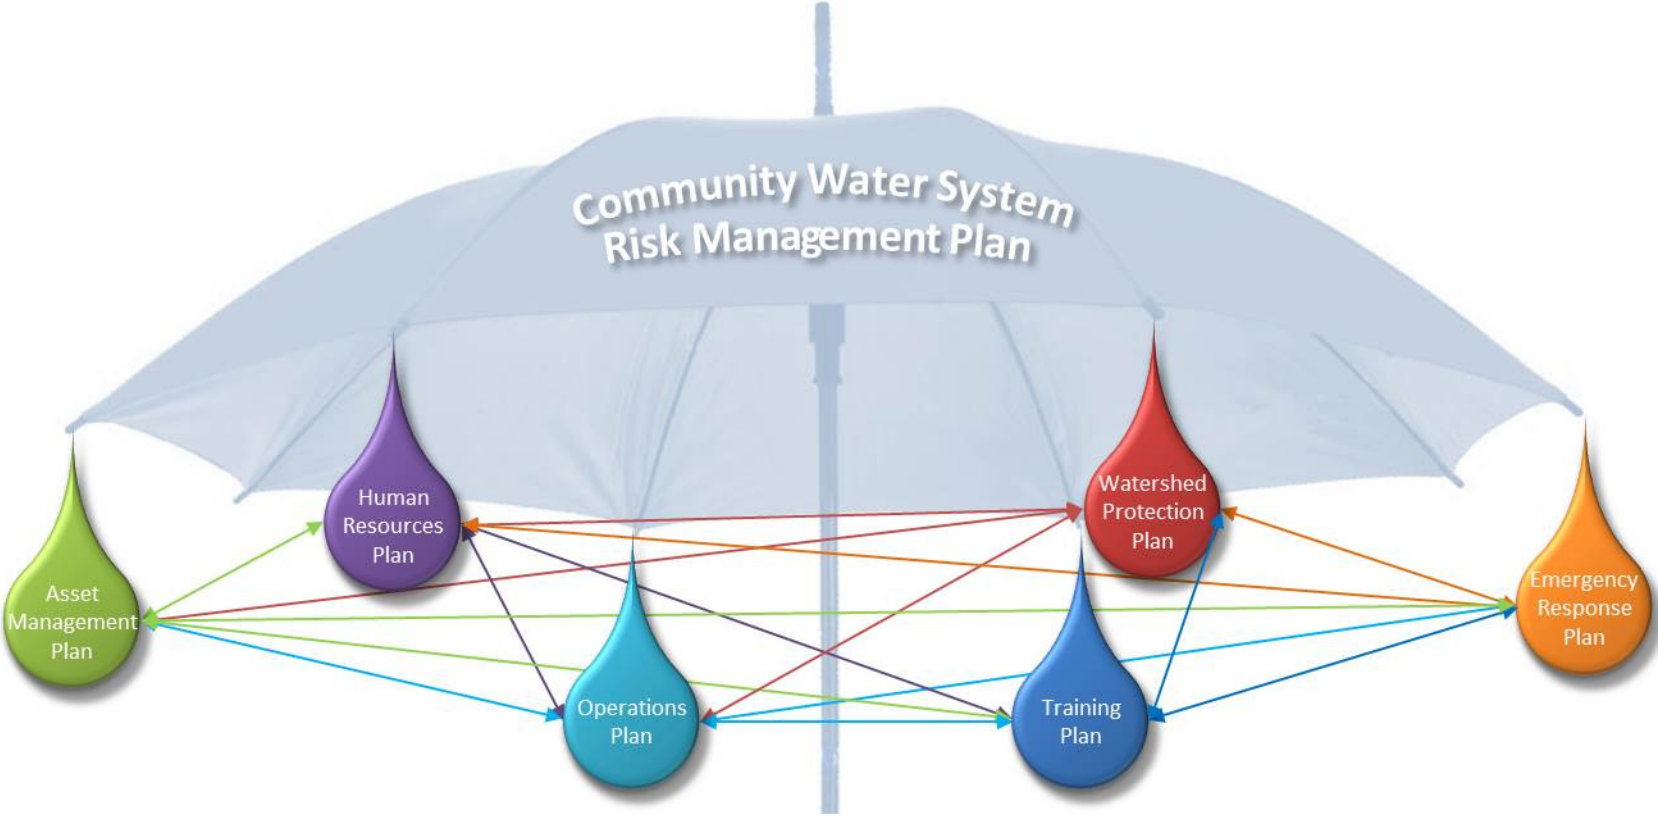 Community Water System
Risk Management Plan
Human
Resources
Plan
Watershed
Protection
Plan
Asset
Management
Plan
Emergency
Response
Plan
Operations
Plan
Training
Plan